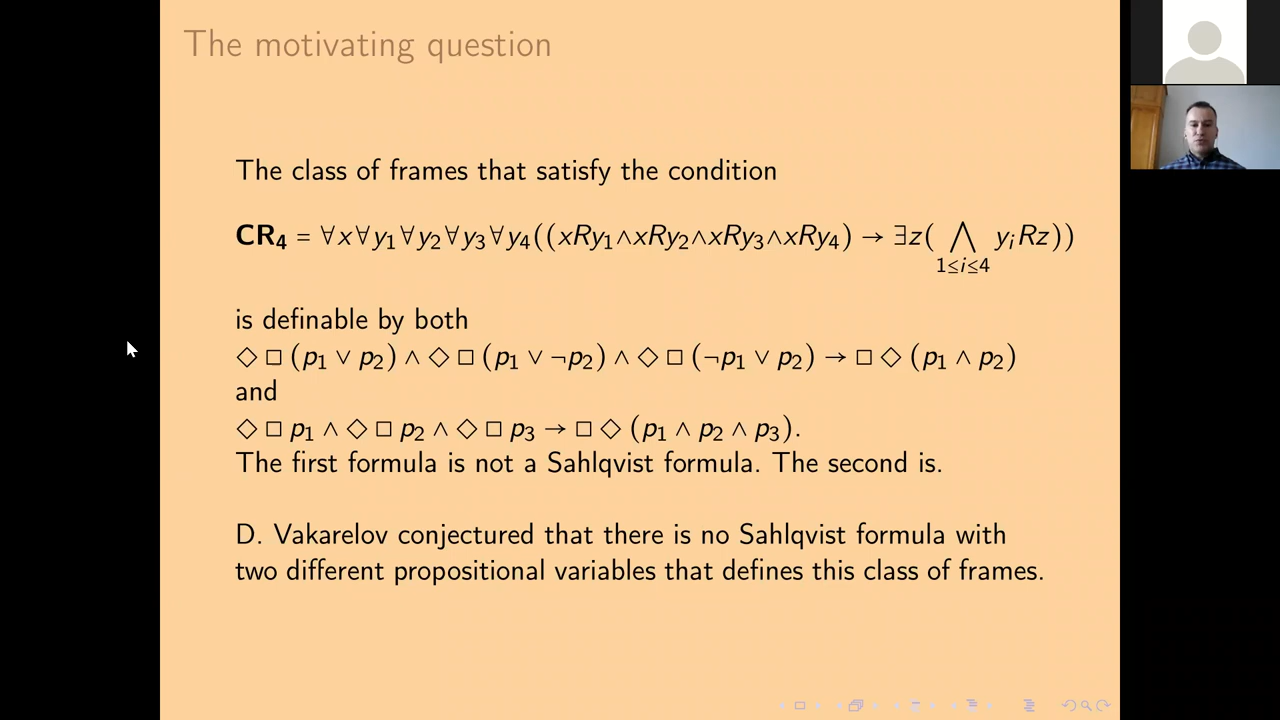 The motivating question
The class of frames that satisfy the condition
CR₄ = ∀x∀y₁∀y₂∀y₃∀y₄((xRy₁∧xRy₂∧xRy₃∧xRy₄) → ∃z( ⋀ yᵢRz))
1≤i≤4
is definable by both
◇□(p₁ ∨ p₂) ∧ ◇□(p₁ ∨ ¬p₂) ∧ ◇□(¬p₁ ∨ p₂) → □◇(p₁ ∧ p₂)
and
◇□p₁ ∧ ◇□p₂ ∧ ◇□p₃ → □◇(p₁ ∧ p₂ ∧ p₃).
The first formula is not a Sahlqvist formula. The second is.
D. Vakarelov conjectured that there is no Sahlqvist formula with
two different propositional variables that defines this class of frames.